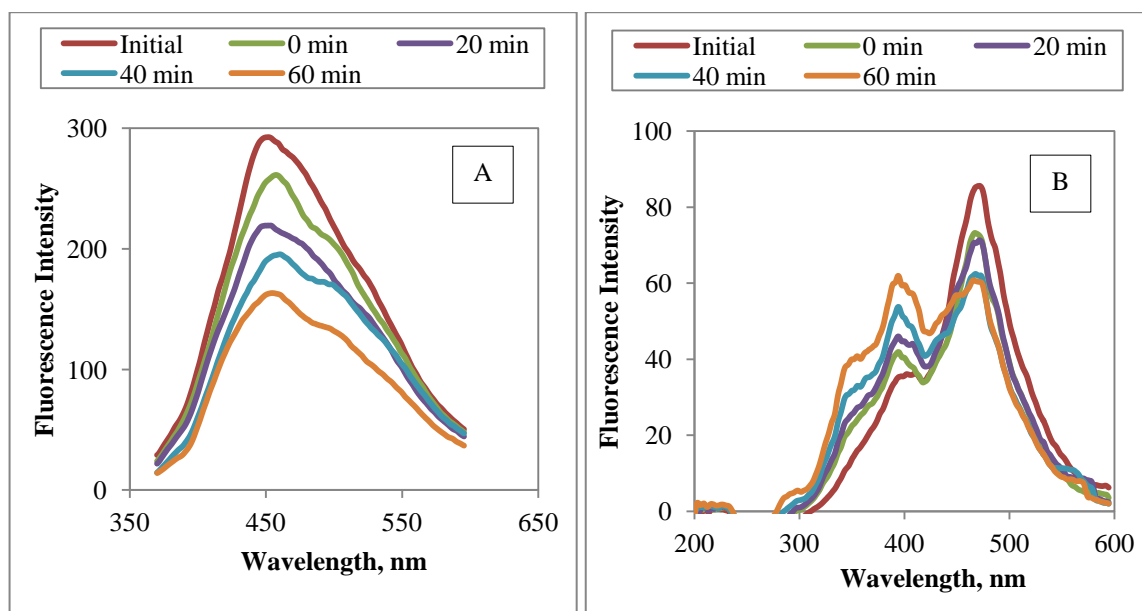 Initial 0 min 20 min
40 min 60 min
A
Fluorescence Intensity
300
200
100
0
350 450 550 650
Wavelength, nm
Initial 0 min 20 min
40 min 60 min
B
Fluorescence Intensity
100
80
60
40
20
0
200 300 400 500 600
Wavelength, nm